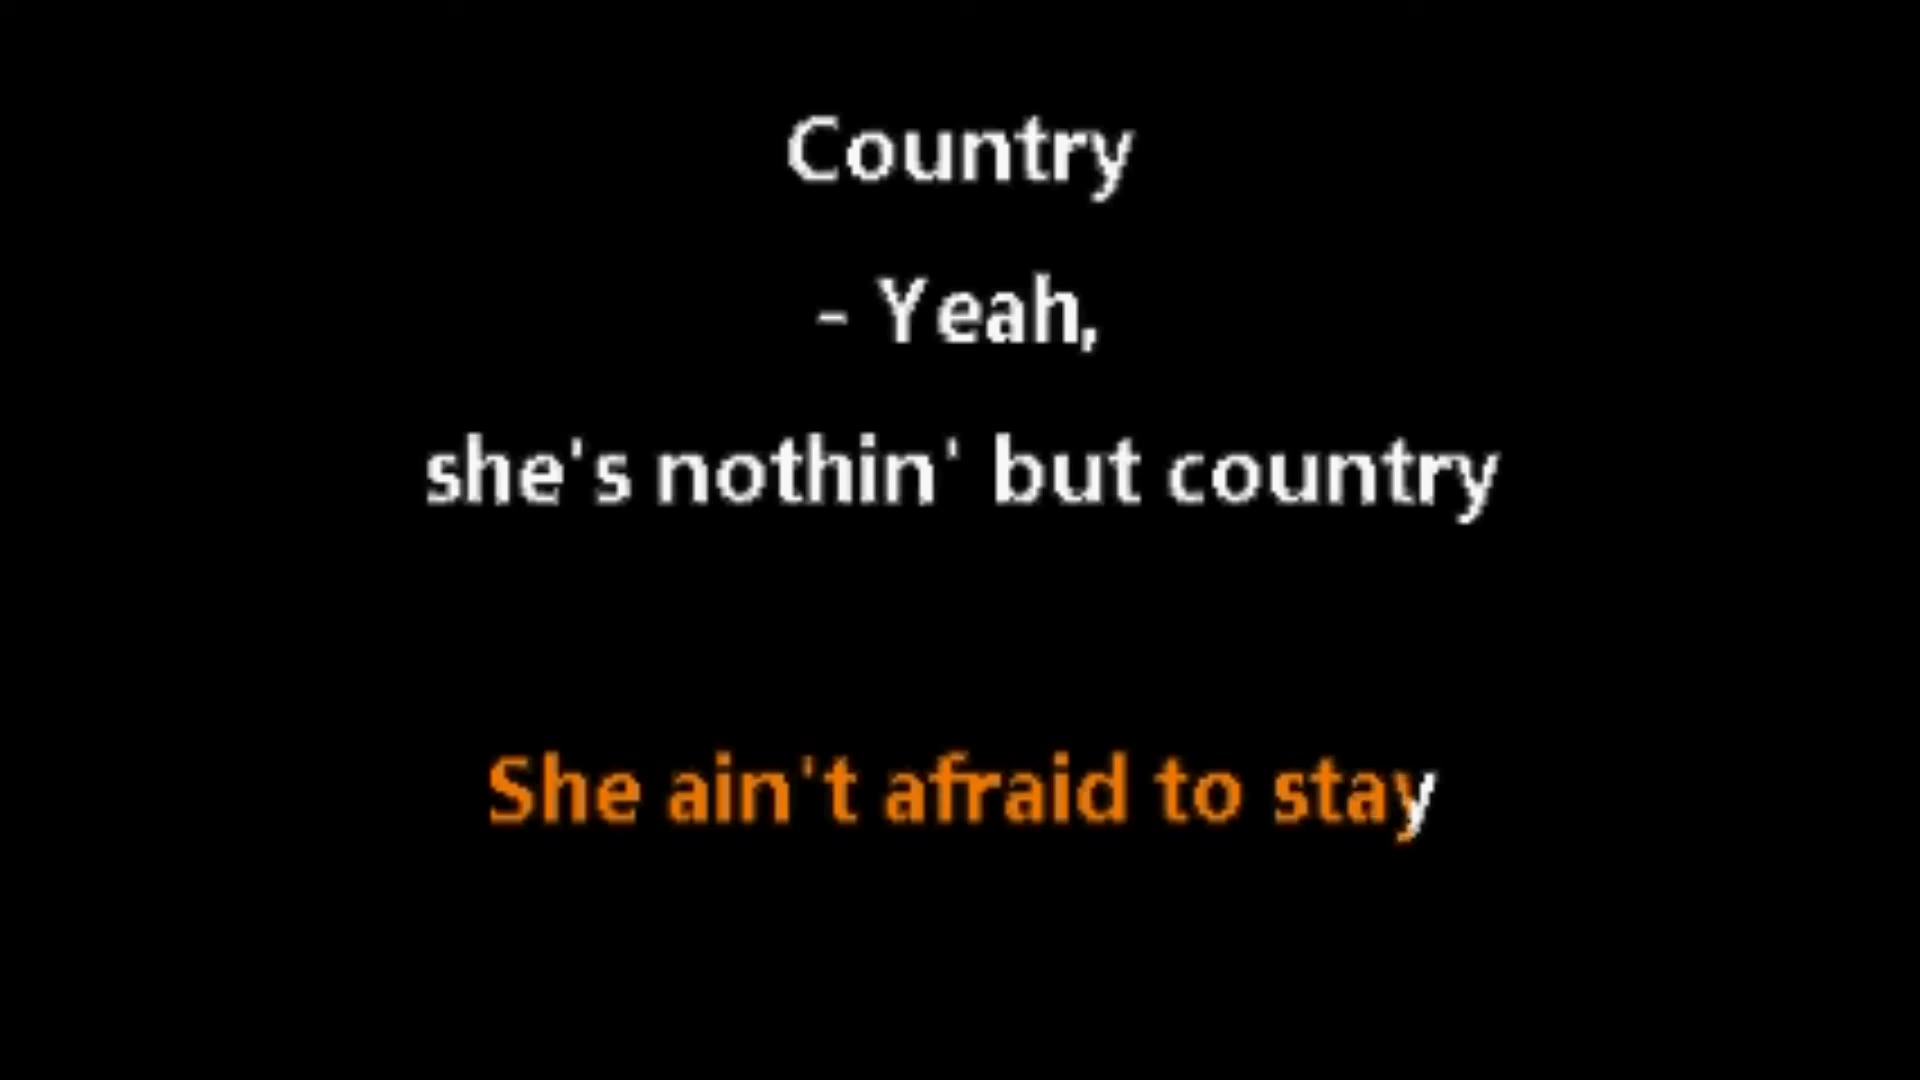 Country
- Yeah,
she's nothin' but country
She ain't afraid to stay